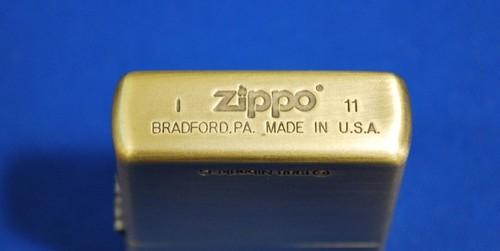 I zippo® 11
BRADFORD,PA. MADE IN U.S.A.